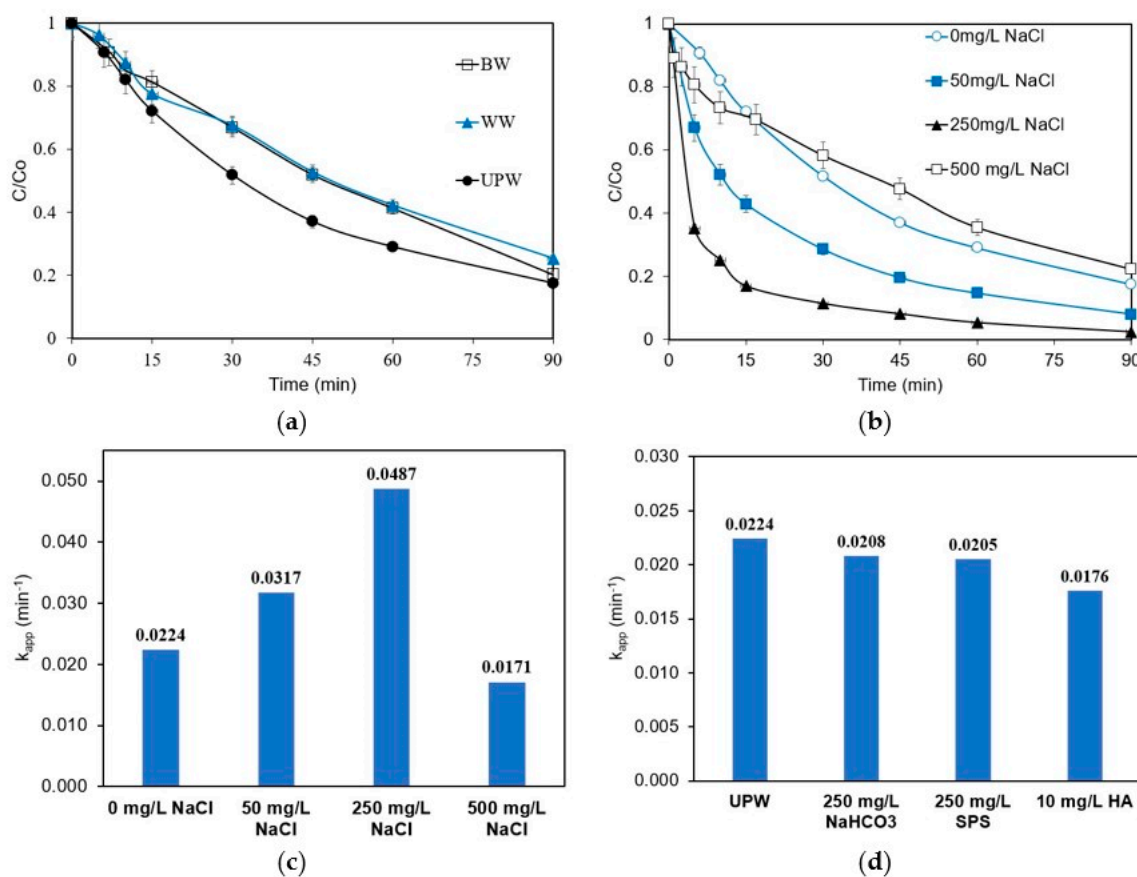 1
0.8
0.6
0.4
0.2
0
C/Co
BW
WW
UPW
0 15 30 45 60 75 90
Time (min)
(a)
1
0.8
0.6
0.4
0.2
0
C/Co
0mg/L NaCl
50mg/L NaCl
250mg/L NaCl
500 mg/L NaCl
0 15 30 45 60 75 90
Time (min)
(b)
0.050
0.040
0.030
0.020
0.010
0.000
kapp (min-1)
0.0224
0.0317
0.0487
0.0171
0 mg/L NaCl 50 mg/L 250 mg/L 500 mg/L
NaCl NaCl NaCl
(c)
0.030
0.025
0.020
0.015
0.010
0.005
0.000
kapp (min-1)
0.0224
0.0208
0.0205
0.0176
UPW 250 mg/L 250 mg/L 10 mg/L HA
NaHCO3 SPS
(d)